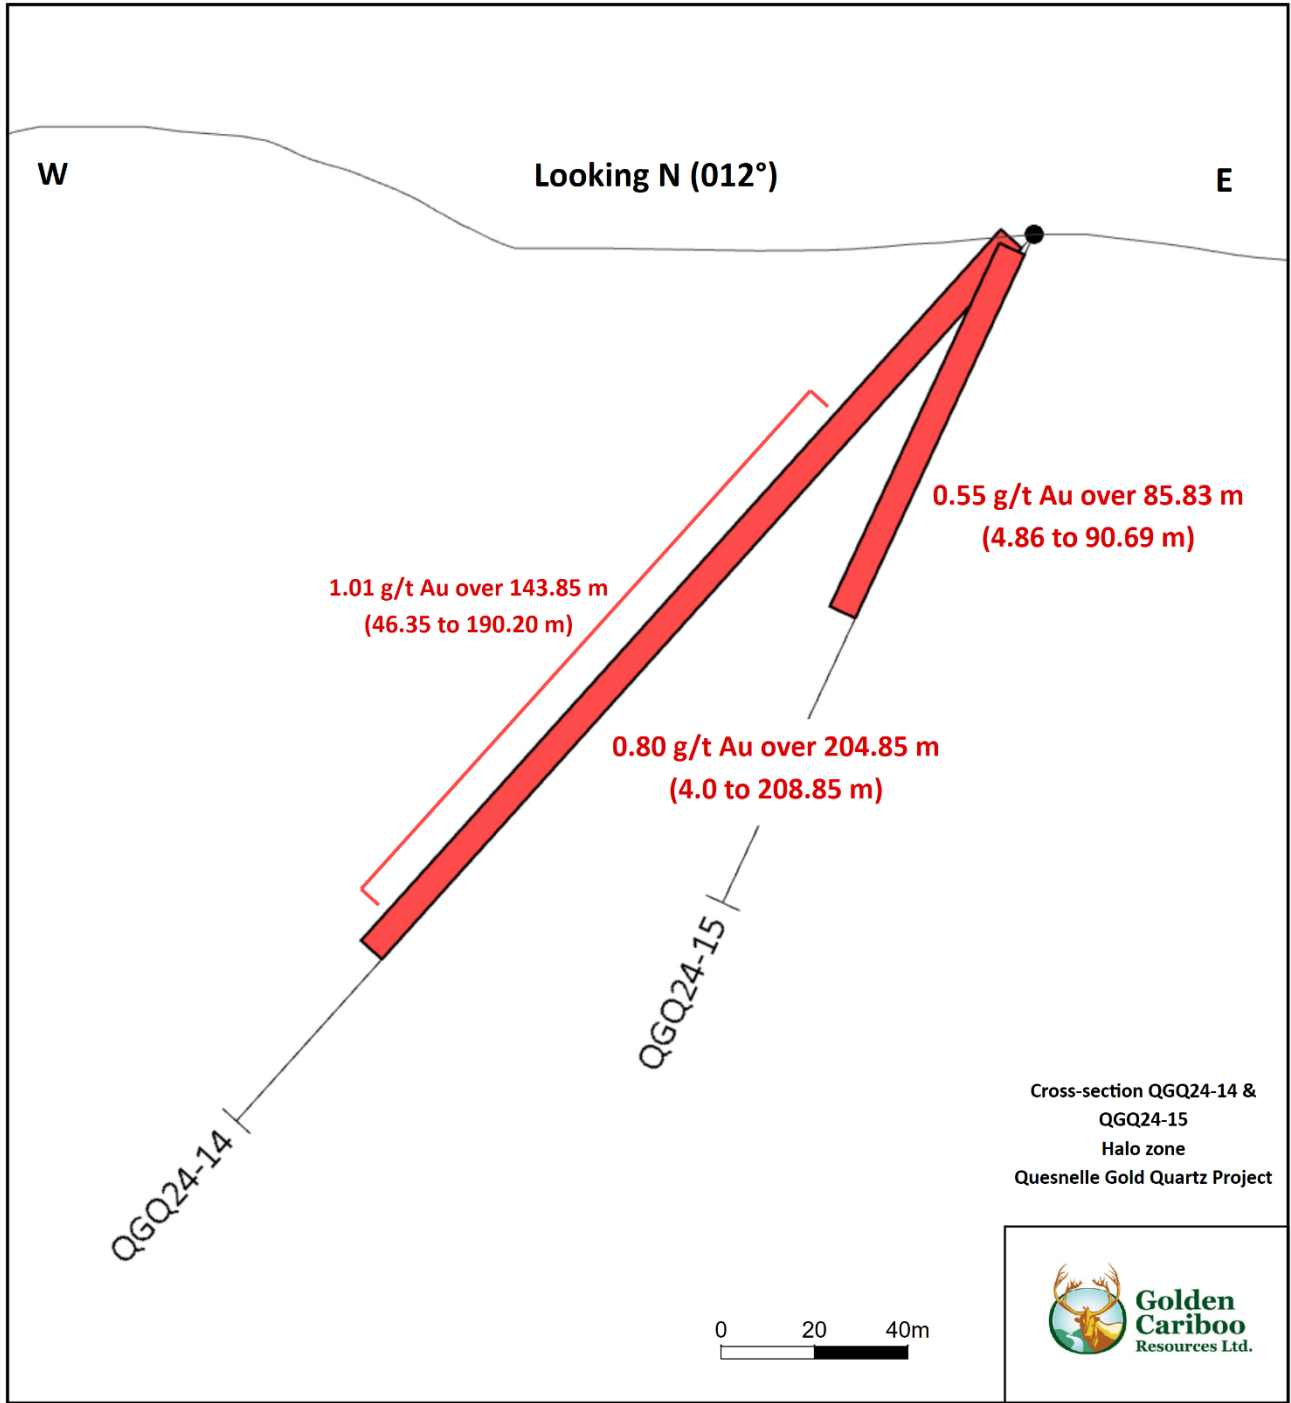 W
Looking N (012°)
E
0.55 g/t Au over 85.83 m
(4.86 to 90.69 m)
1.01 g/t Au over 143.85 m
(46.35 to 190.20 m)
0.80 g/t Au over 204.85 m
(4.0 to 208.85 m)
QGQ24-15
QGQ24-14
Cross-section QGQ24-14 &
QGQ24-15
Halo zone
Quesnelle Gold Quartz Project
0 20 40m
Golden
Cariboo
Resources Ltd.